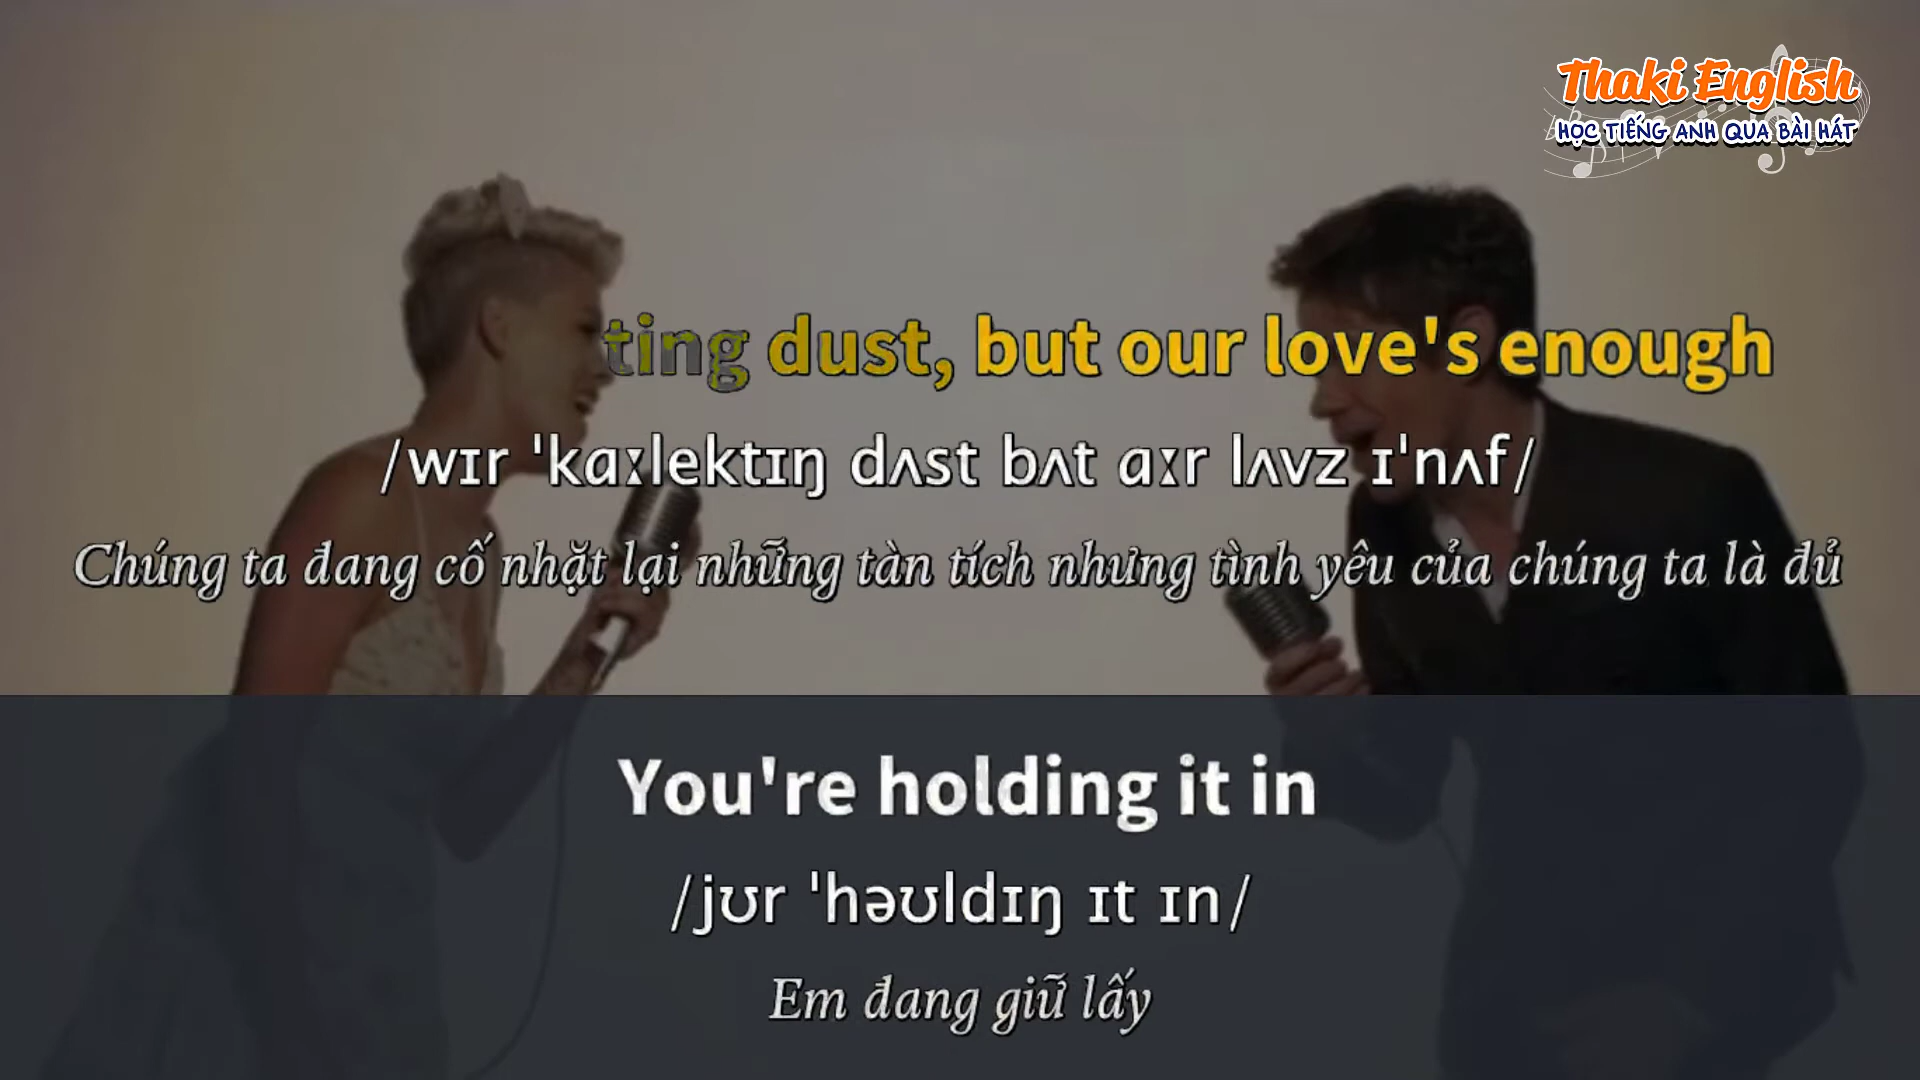 Thaki English
HỌC TIẾNG ANH QUA BÀI HÁT
ting dust, but our love's enough
/wɪr ˈkɑːlektɪŋ dʌst bʌt ɑːr lʌvz ɪˈnʌf/
Chúng ta đang cố nhặt lại những tàn tích nhưng tình yêu của chúng ta là đủ
You're holding it in
/jʊr ˈhəʊldɪŋ ɪt ɪn/
Em đang giữ lấy